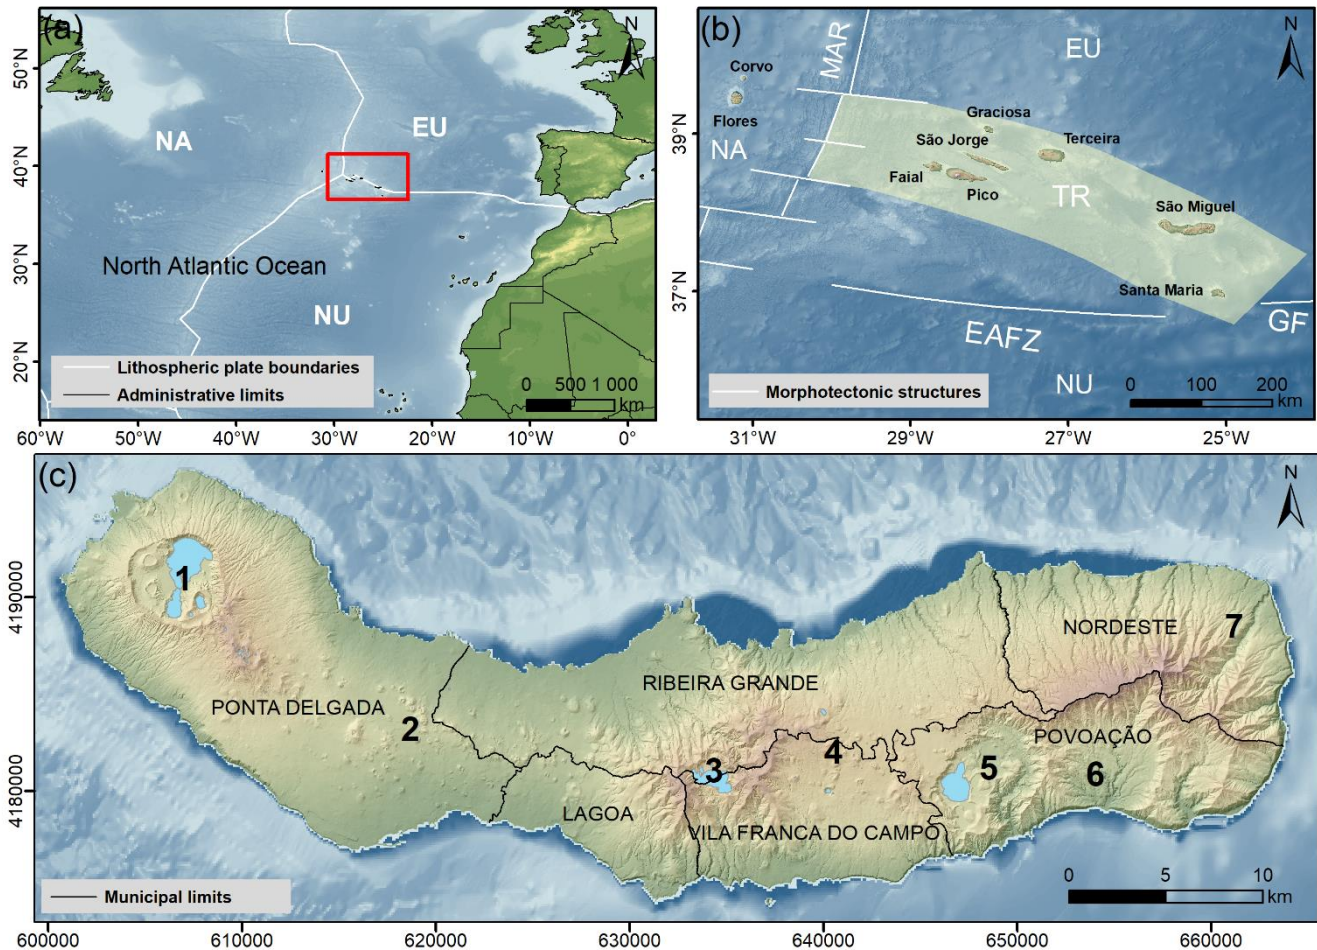 (a)
N
50°N
40°N
30°N
20°N
NA
EU
North Atlantic Ocean
NU
Lithospheric plate boundaries
Administrative limits
0 500 1 000
km
60°W 40°W 30°W 20°W 10°W 0°
(b)
N
MAR
EU
Corvo
Flores
Graciosa
39°N
São Jorge
Terceira
NA
Faial
Pico
TR
São Miguel
Santa Maria
37°N
EAFZ
GF
NU
Morphotectonic structures
0 100 200
km
31°W 29°W 27°W 25°W
(c)
N
1
4190000
NORDESTE
7
RIBEIRA GRANDE
PONTA DELGADA
2
POVOAÇÃO
4
3
5
6
4180000
LAGOA
VILA FRANCA DO CAMPO
Municipal limits
0 5 10
km
600000 610000 620000 630000 640000 650000 660000